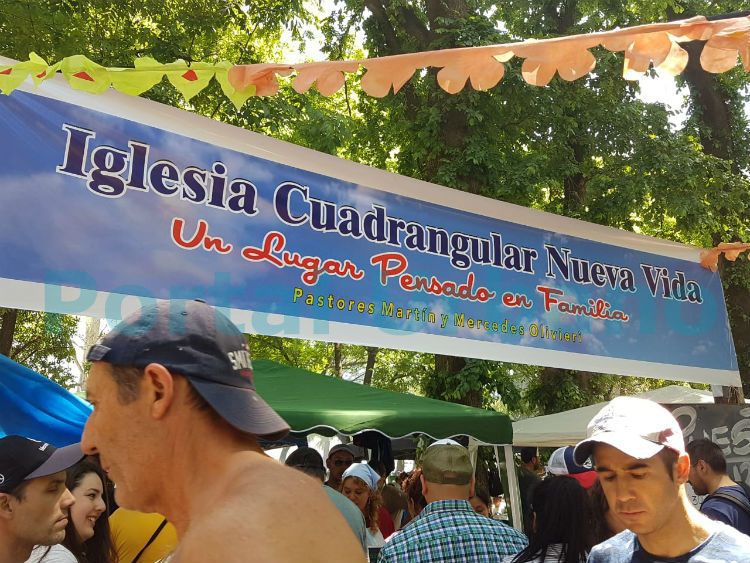 Iglesia Cuadrangular Nueva Vida
Un Lugar Pensado en Familia
Pastores Martín y Mercedes Olivieri